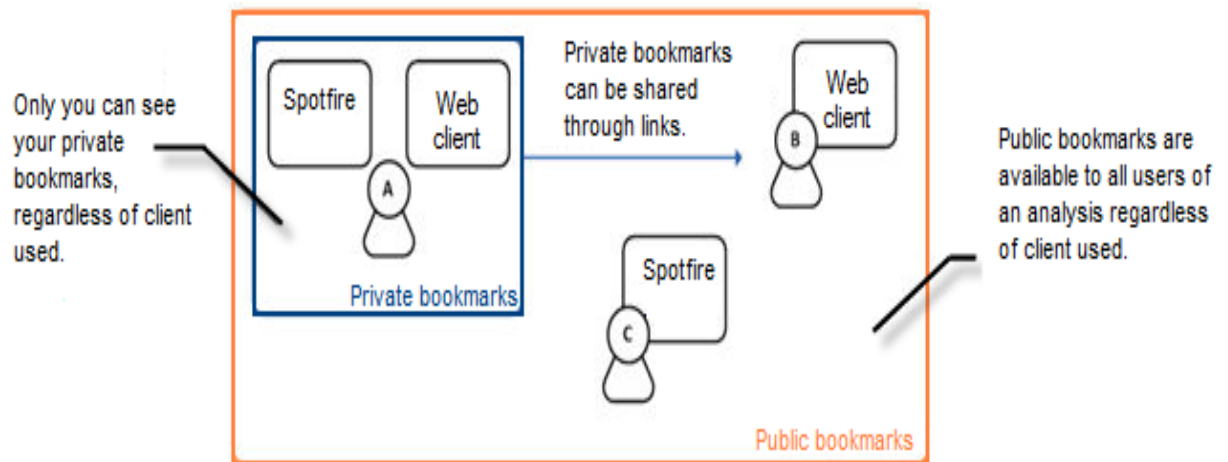 Only you can see
your private
bookmarks,
regardless of client
used.
Spotfire
Web
client
A
Private bookmarks
Private bookmarks
can be shared
through links.
Web
client
B
Spotfire
C
Public bookmarks
Public bookmarks are
available to all users of
an analysis regardless
of client used.